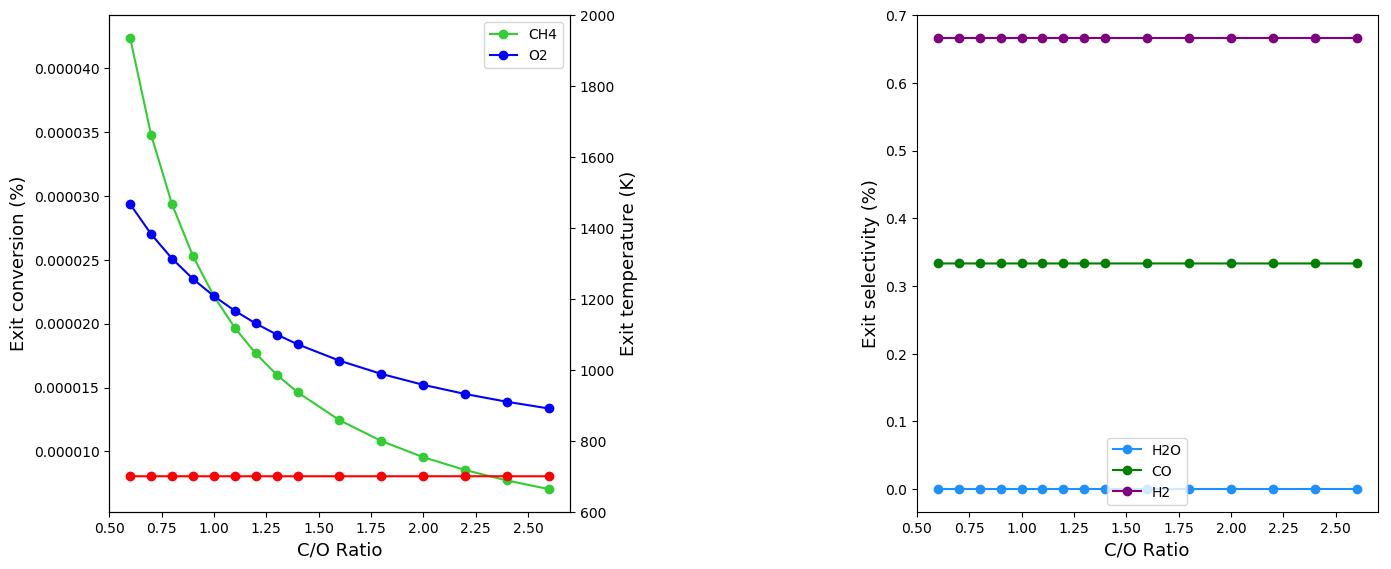 CH4
O2
Exit conversion (%)
0.000040
0.000035
0.000030
0.000025
0.000020
0.000015
0.000010
2000
1800
1600
1400
1200
1000
800
600
Exit temperature (K)
0.50 0.75 1.00 1.25 1.50 1.75 2.00 2.25 2.50
C/O Ratio
Exit selectivity (%)
0.7
0.6
0.5
0.4
0.3
0.2
0.1
0.0
H2O
CO
H2
0.50 0.75 1.00 1.25 1.50 1.75 2.00 2.25 2.50
C/O Ratio